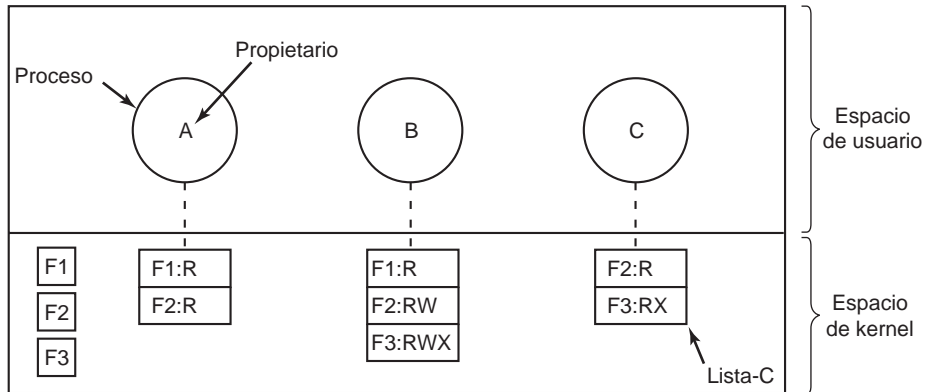 Propietario
Proceso
A
B
C
Espacio
de usuario
F1
F2
F3
F1:R
F2:R
F1:R
F2:RW
F3:RWX
F2:R
F3:RX
Lista-C
Espacio
de kernel